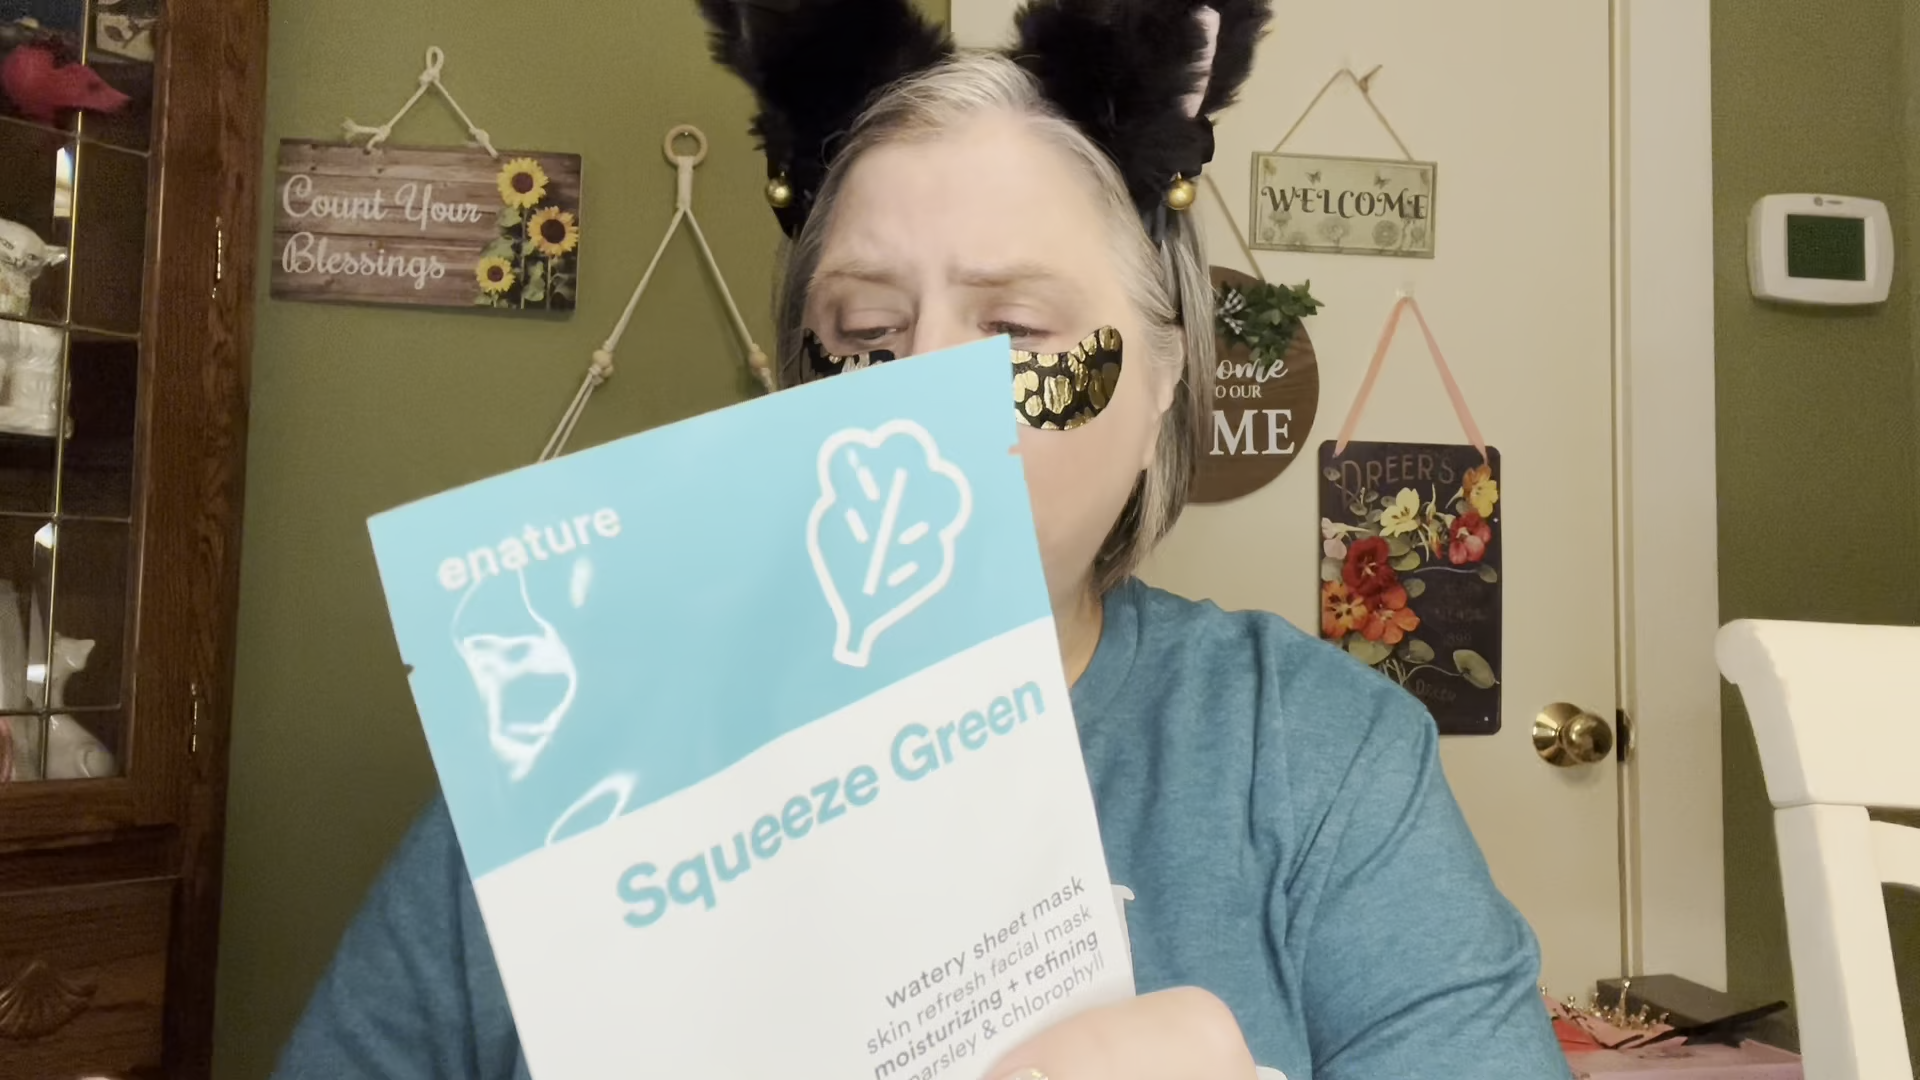 Count Your
Blessings
WELCOME
ome
O OUR
ME
DREER'S
enature
Squeeze Green
watery sheet mask
skin refresh facial mask
moisturizing + refining
parsley & chlorophyll